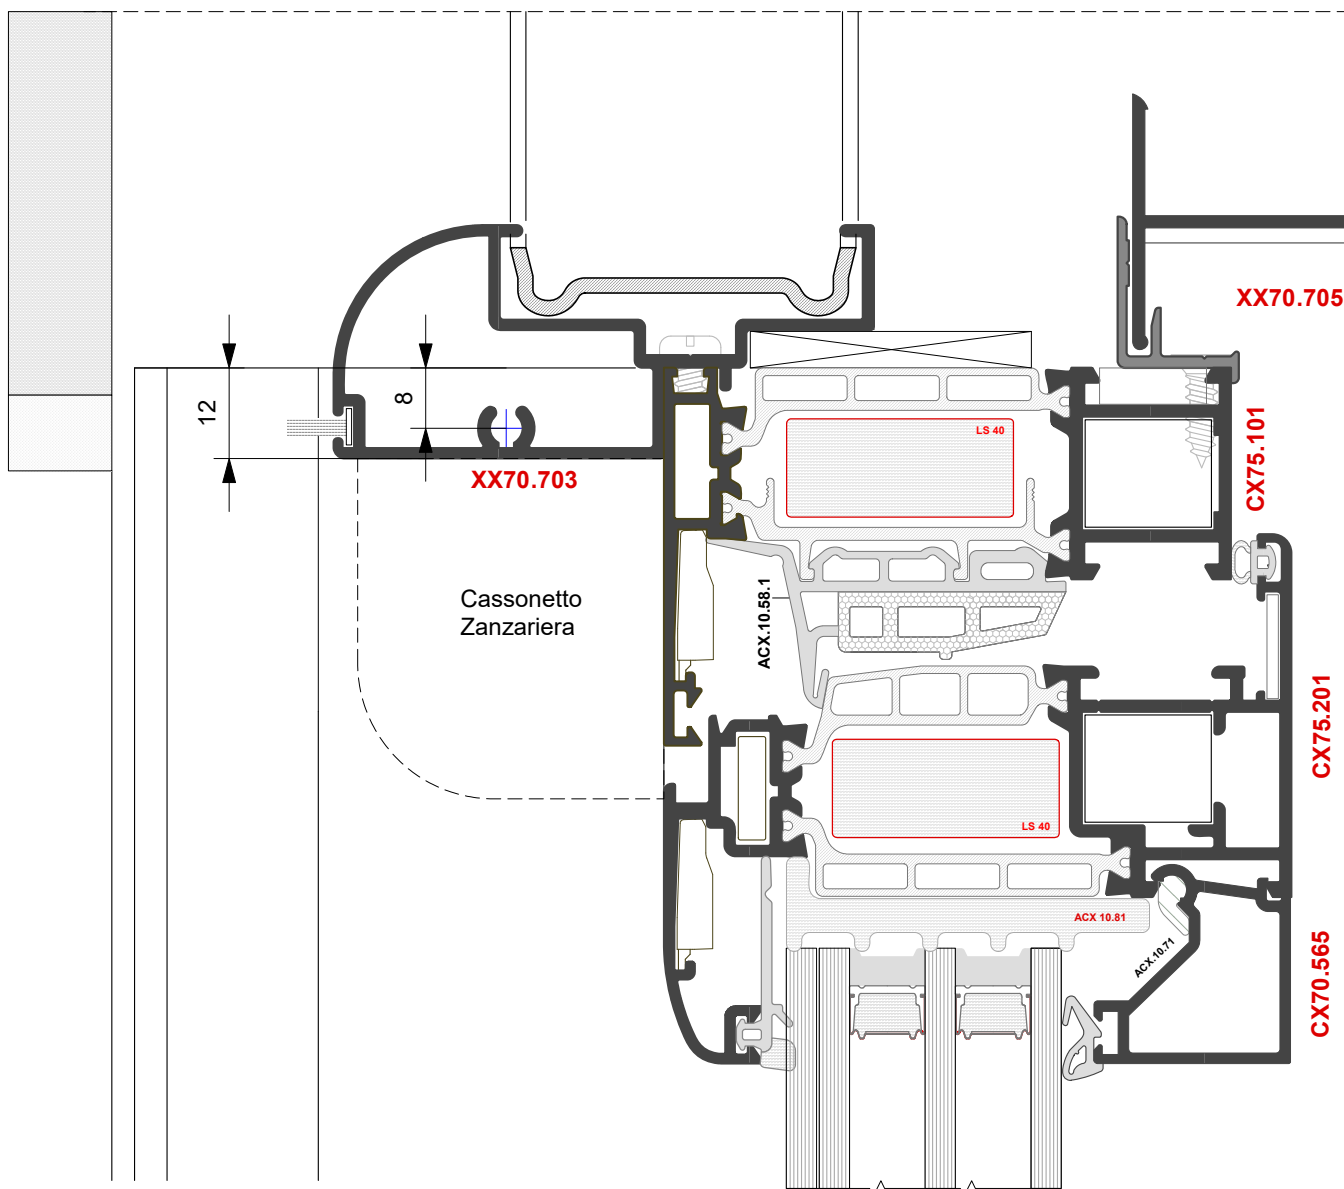 XX70.705
12
8
LS 40
CX75.101
XX70.703
Cassonetto
Zanzariera
ACX.10.58.1
CX75.201
LS 40
ACX 10.81
ACX.10.71
CX70.565